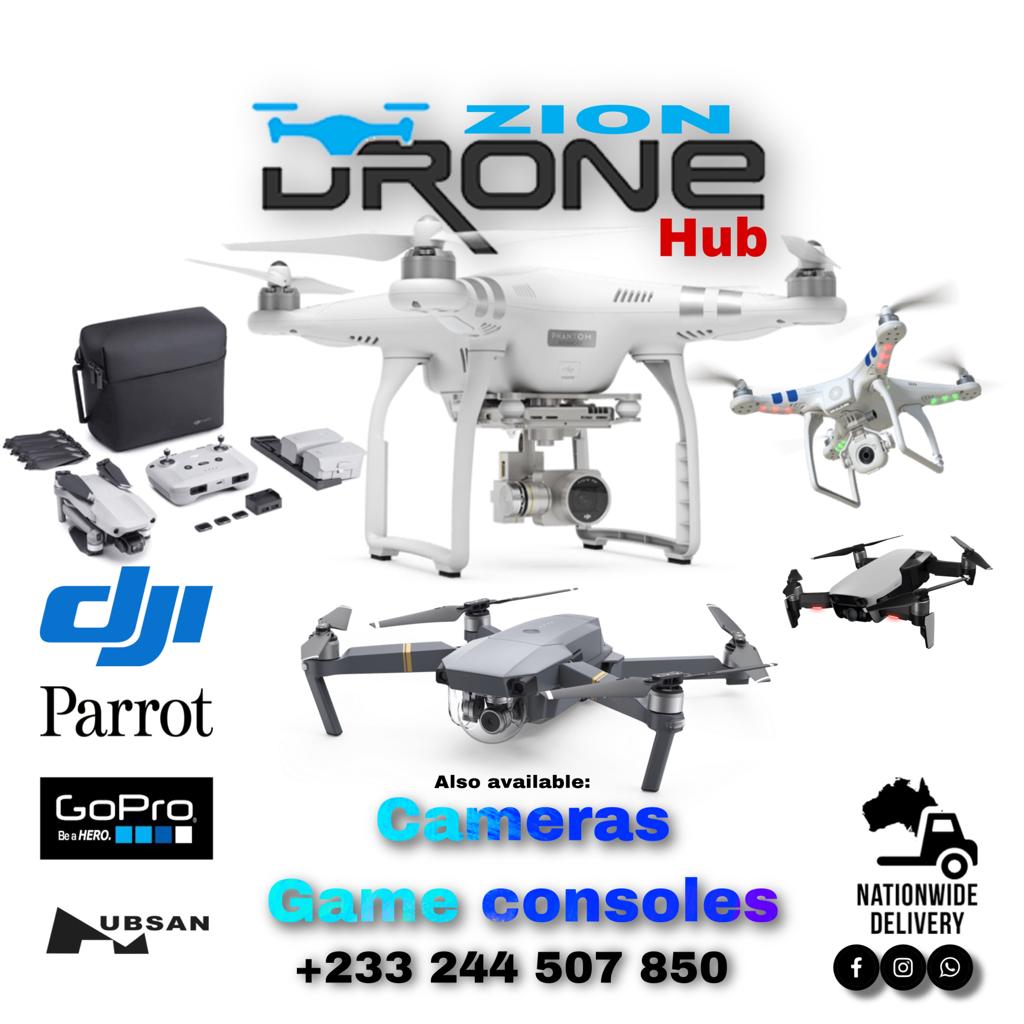 ZION
DRONE
Hub
PHANTOM
dji
Parrot
GoPro
Be a HERO.
HUBSAN
Also available:
Cameras
Game consoles
+233 244 507 850
NATIONWIDE
DELIVERY